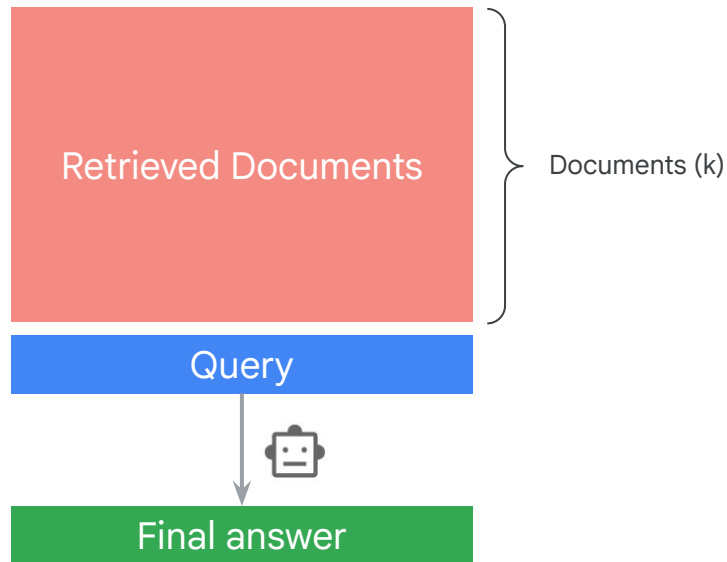 Retrieved Documents
Documents (k)
Query
Final answer